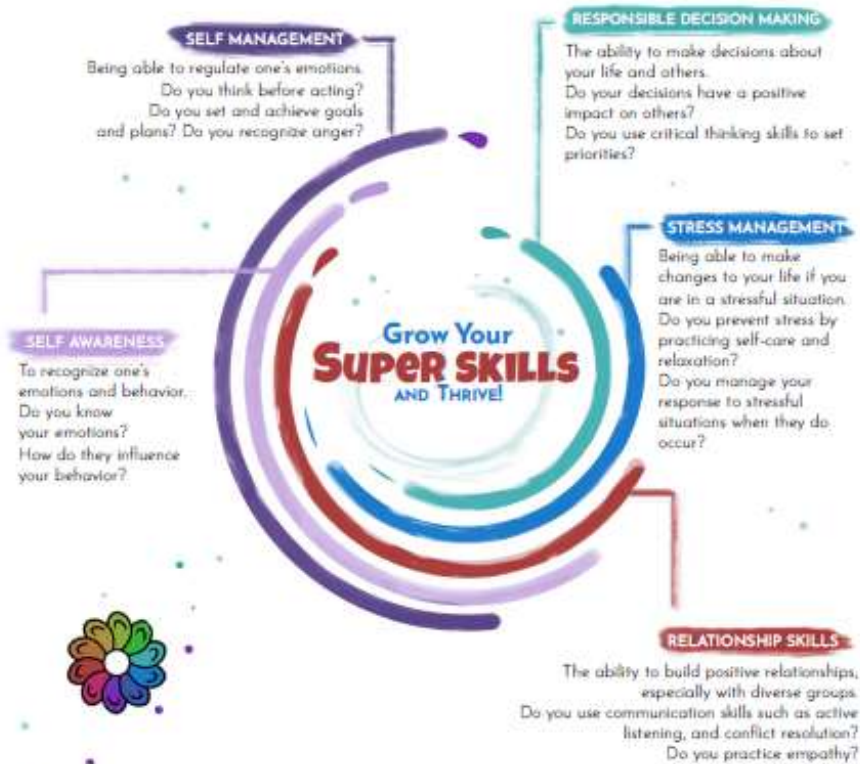 SELF MANAGEMENT
Being able to regulate one's emotions.
Do you think before acting?
Do you set and achieve goals
and plans? Do you recognize anger?
RESPONSIBLE DECISION MAKING
The ability to make decisions about
your life and others.
Do your decisions have a positive
impact on others?
Do you use critical thinking skills to set
priorities?
STRESS MANAGEMENT
Being able to make
changes to your life if you
are in a stressful situation.
Do you prevent stress by
practicing self-care and
relaxation?
Do you manage your
response to stressful
situations when they do
occur?
SELF AWARENESS
To recognize one's
emotions and behavior.
Do you know
your emotions?
How do they influence
your behavior?
Grow Your
SUPER SKILLS
AND THRIVE!
RELATIONSHIP SKILLS
The ability to build positive relationships,
especially with diverse groups.
Do you use communication skills such as active
listening, and conflict resolution?
Do you practice empathy?